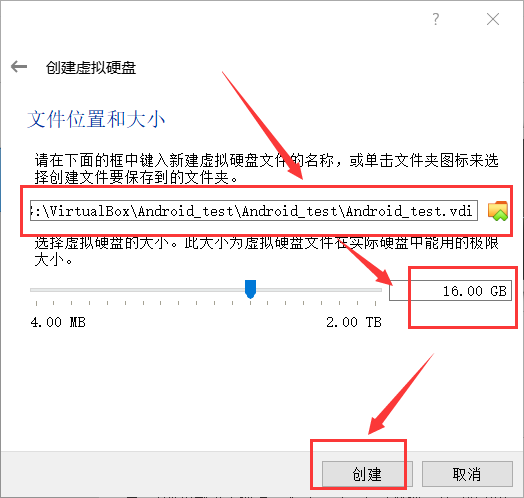 ?
创建虚拟硬盘
文件位置和大小
请在下面的框中键入新建虚拟硬盘文件的名称，或单击文件夹图标来选
择创建文件要保存到的文件夹。
:\VirtualBox\Android_test\Android_test\Android_test.vdi
选择虚拟硬盘的大小。此大小为虚拟硬盘文件在实际硬盘中能用的极限
大小。
16.00 GB
4.00 MB 2.00 TB
创建 取消